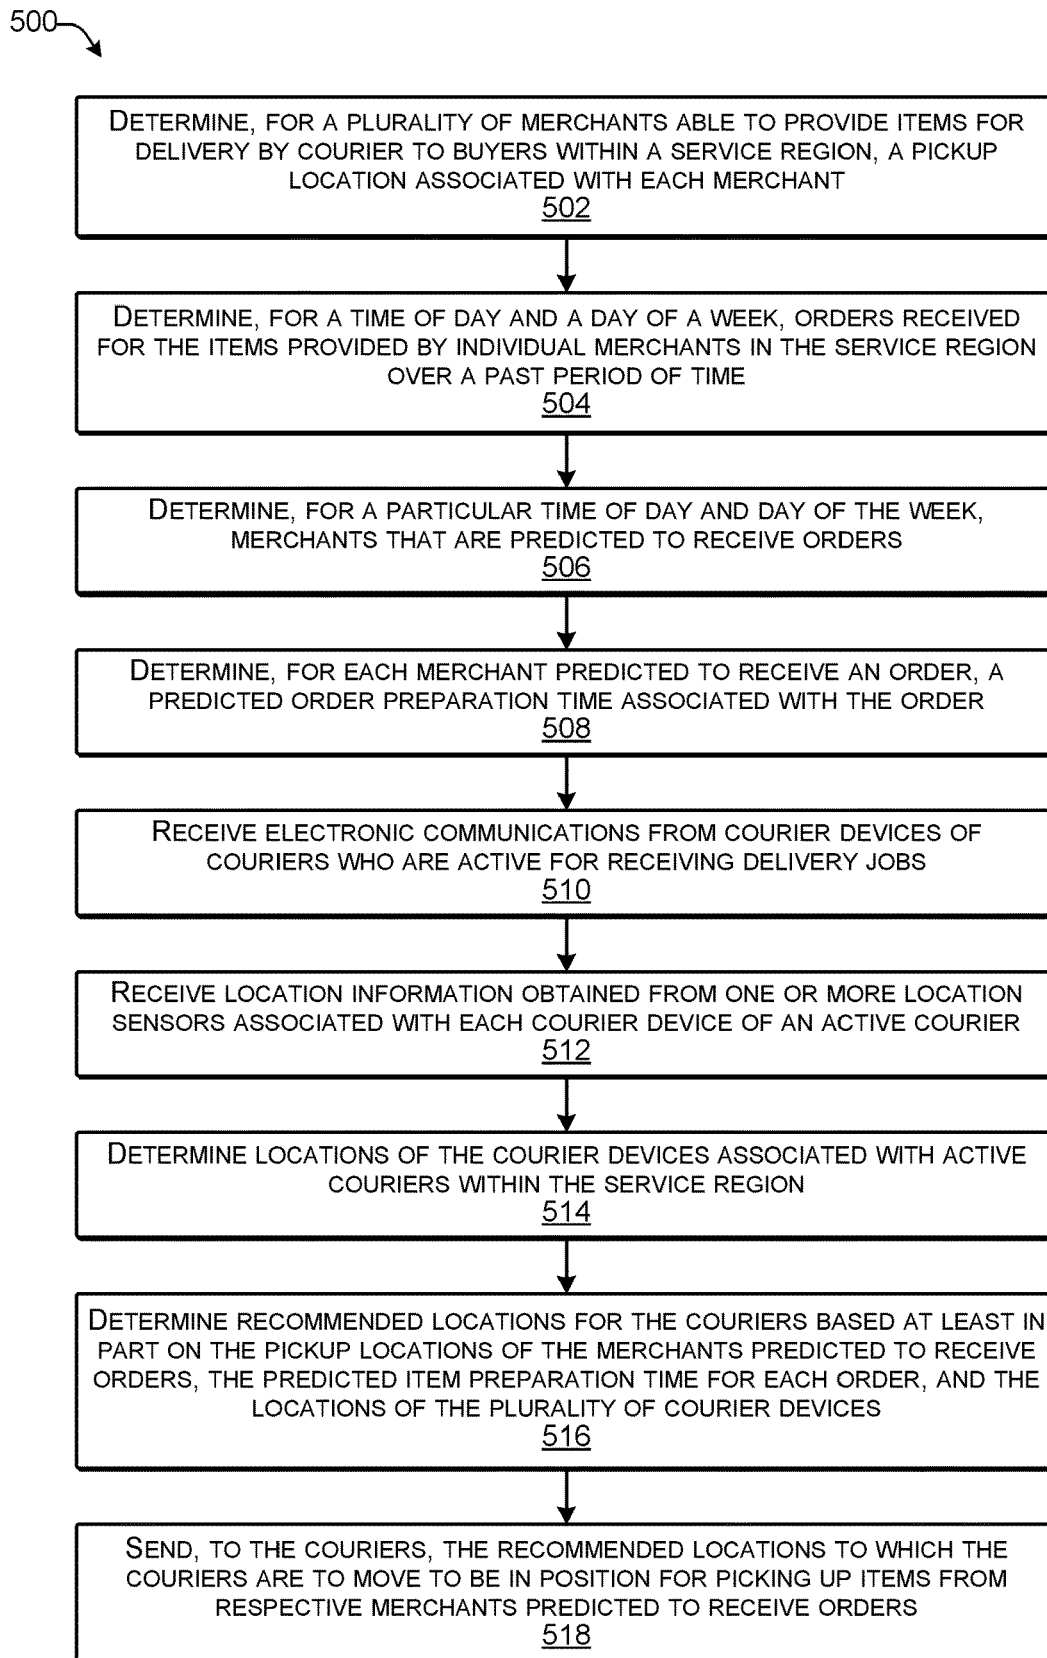 500
DETERMINE, FOR A PLURALITY OF MERCHANTS ABLE TO PROVIDE ITEMS FOR
DELIVERY BY COURIER TO BUYERS WITHIN A SERVICE REGION, A PICKUP
LOCATION ASSOCIATED WITH EACH MERCHANT
502
DETERMINE, FOR A TIME OF DAY AND A DAY OF A WEEK, ORDERS RECEIVED
FOR THE ITEMS PROVIDED BY INDIVIDUAL MERCHANTS IN THE SERVICE REGION
OVER A PAST PERIOD OF TIME
504
DETERMINE, FOR A PARTICULAR TIME OF DAY AND DAY OF THE WEEK,
MERCHANTS THAT ARE PREDICTED TO RECEIVE ORDERS
506
DETERMINE, FOR EACH MERCHANT PREDICTED TO RECEIVE AN ORDER, A
PREDICTED ORDER PREPARATION TIME ASSOCIATED WITH THE ORDER
508
RECEIVE ELECTRONIC COMMUNICATIONS FROM COURIER DEVICES OF
COURIERS WHO ARE ACTIVE FOR RECEIVING DELIVERY JOBS
510
RECEIVE LOCATION INFORMATION OBTAINED FROM ONE OR MORE LOCATION
SENSORS ASSOCIATED WITH EACH COURIER DEVICE OF AN ACTIVE COURIER
512
DETERMINE LOCATIONS OF THE COURIER DEVICES ASSOCIATED WITH ACTIVE
COURIERS WITHIN THE SERVICE REGION
514
DETERMINE RECOMMENDED LOCATIONS FOR THE COURIERS BASED AT LEAST IN
PART ON THE PICKUP LOCATIONS OF THE MERCHANTS PREDICTED TO RECEIVE
ORDERS, THE PREDICTED ITEM PREPARATION TIME FOR EACH ORDER, AND THE
LOCATIONS OF THE PLURALITY OF COURIER DEVICES
516
SEND, TO THE COURIERS, THE RECOMMENDED LOCATIONS TO WHICH THE
COURIERS ARE TO MOVE TO BE IN POSITION FOR PICKING UP ITEMS FROM
RESPECTIVE MERCHANTS PREDICTED TO RECEIVE ORDERS
518